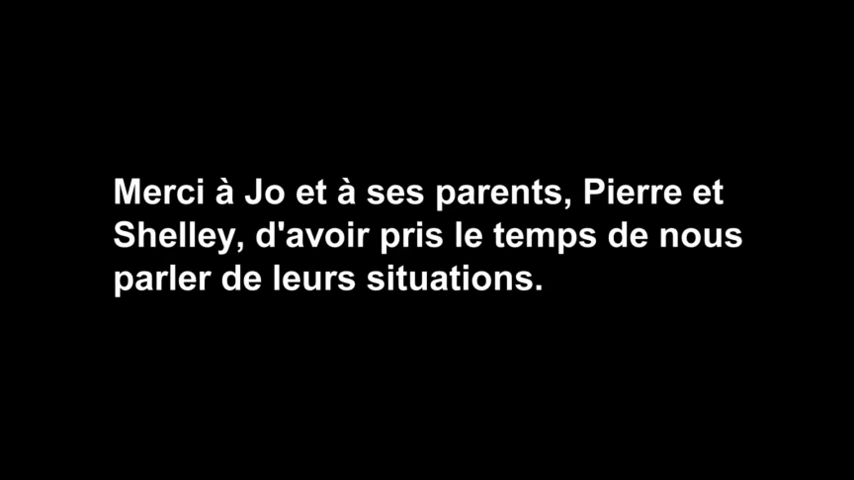 Merci à Jo et à ses parents, Pierre et
Shelley, d'avoir pris le temps de nous
parler de leurs situations.